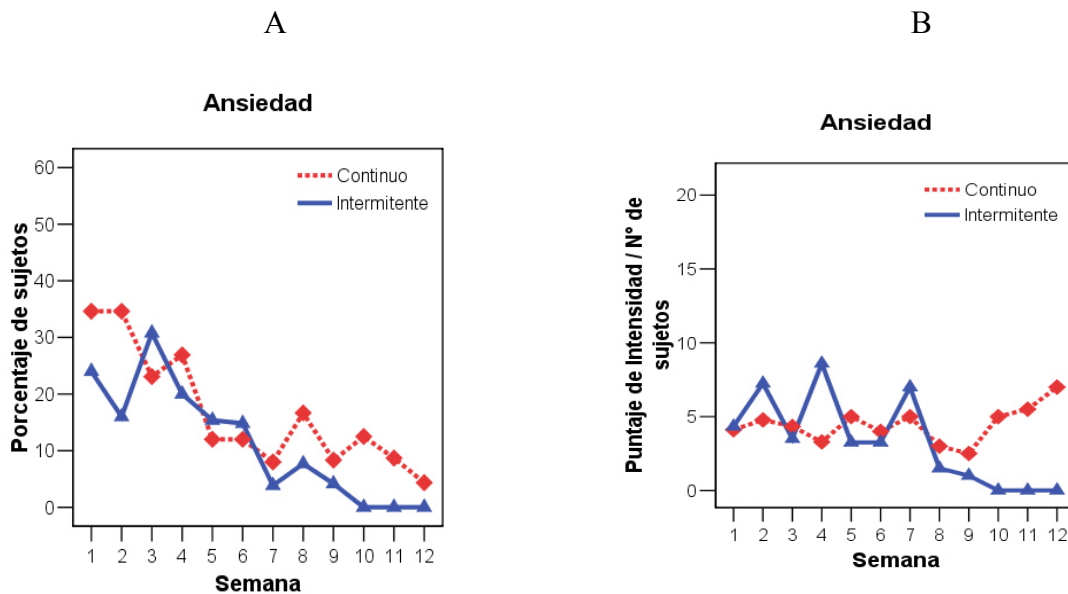 A
B
Ansiedad
60
50
40
30
20
10
0
Porcentaje de sujetos
Continuo
Intermitente
1 2 3 4 5 6 7 8 9 10 11 12
Semana
Ansiedad
20
15
10
5
0
Puntaje de Intensidad / N° de
sujetos
Continuo
Intermitente
1 2 3 4 5 6 7 8 9 10 11 12
Semana